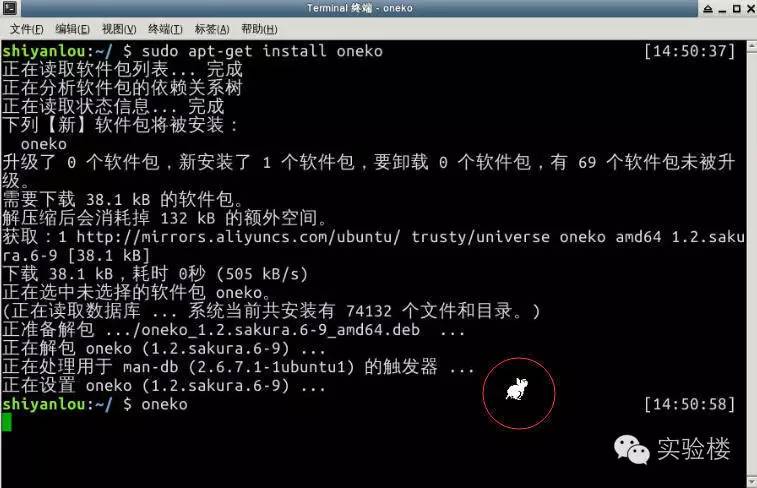 Terminal 终端 - oneko
文件(F) 编辑(E) 视图(V) 终端(T) 标签(A) 帮助(H)
shiyanlou:~/ $ sudo apt-get install oneko [14:50:37]
正在读取软件包列表... 完成
正在分析软件包的依赖关系树
正在读取状态信息... 完成
下列【新】软件包将被安装：
oneko
升级了 0 个软件包，新安装了 1 个软件包，要卸载 0 个软件包，有 69 个软件包未被升
级。
需要下载 38.1 kB 的软件包。
解压缩后会消耗掉 132 kB 的额外空间。
获取：1 http://mirrors.aliyuncs.com/ubuntu/ trusty/universe oneko amd64 1.2.saku
ra.6-9 [38.1 kB]
下载 38.1 kB，耗时 0秒 (505 kB/s)
正在选中未选择的软件包 oneko。
(正在读取数据库 ... 系统当前共安装有 74132 个文件和目录。)
正准备解包 .../oneko_1.2.sakura.6-9_amd64.deb ...
正在解包 oneko (1.2.sakura.6-9) ...
正在处理用于 man-db (2.6.7.1-1ubuntu1) 的触发器 ...
正在设置 oneko (1.2.sakura.6-9) ...
shiyanlou:~/ $ oneko [14:50:58]
实验楼